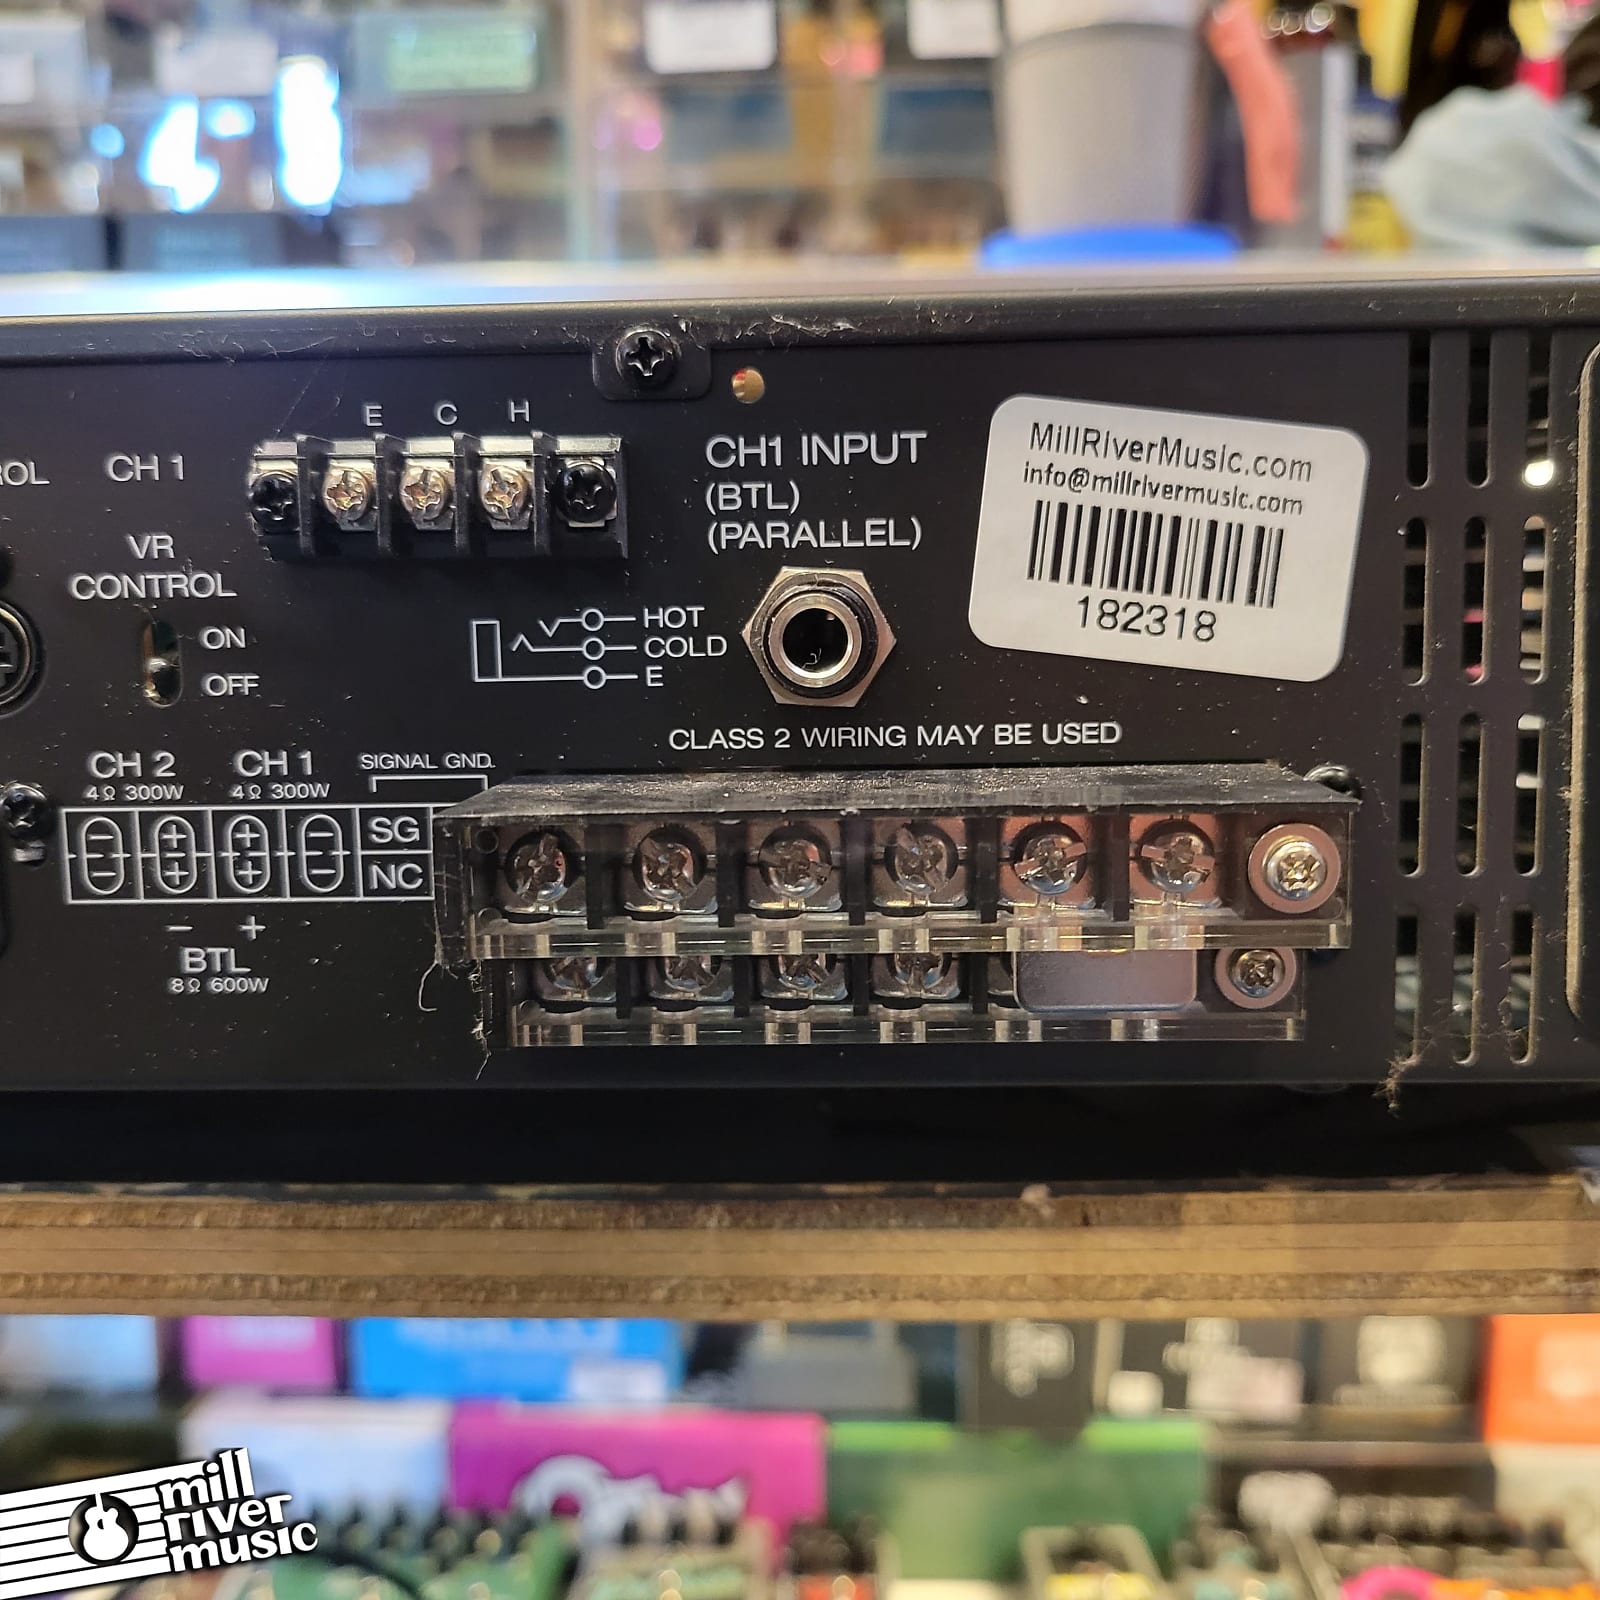 ROL
CH 1
E C H
VR
CONTROL
ON
OFF
CH1 INPUT
(BTL)
(PARALLEL)
HOT
COLD
E
MillRiverMusic.com
info@millrivermusic.com
182318
CLASS 2 WIRING MAY BE USED
CH 2 CH 1 SIGNAL GND.
4Ω 300W 4Ω 300W
− + + − SG
− + + − NC
− +
BTL
8Ω 600W
mill
river
music